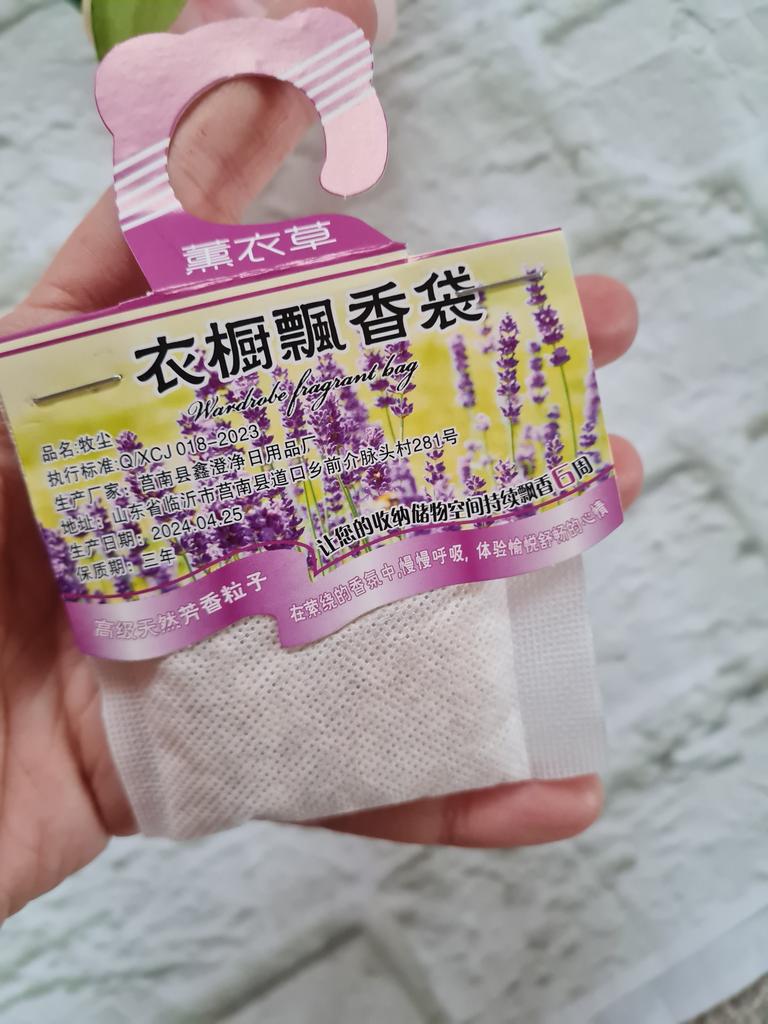 薰衣草
衣橱飘香袋
Wardrobe fragrant bag
品名:牧尘
执行标准:Q/XCJ 018-2023
生产厂家:莒南县鑫澄净日用品厂
地址:山东省临沂市莒南县道口乡前介脉头村281号
生产日期:2024.04.25
保质期:三年
让您的收纳储物空间持续飘香6周
高级天然芳香粒子
在萦绕的香氛中,慢慢呼吸, 体验愉悦舒畅的心情